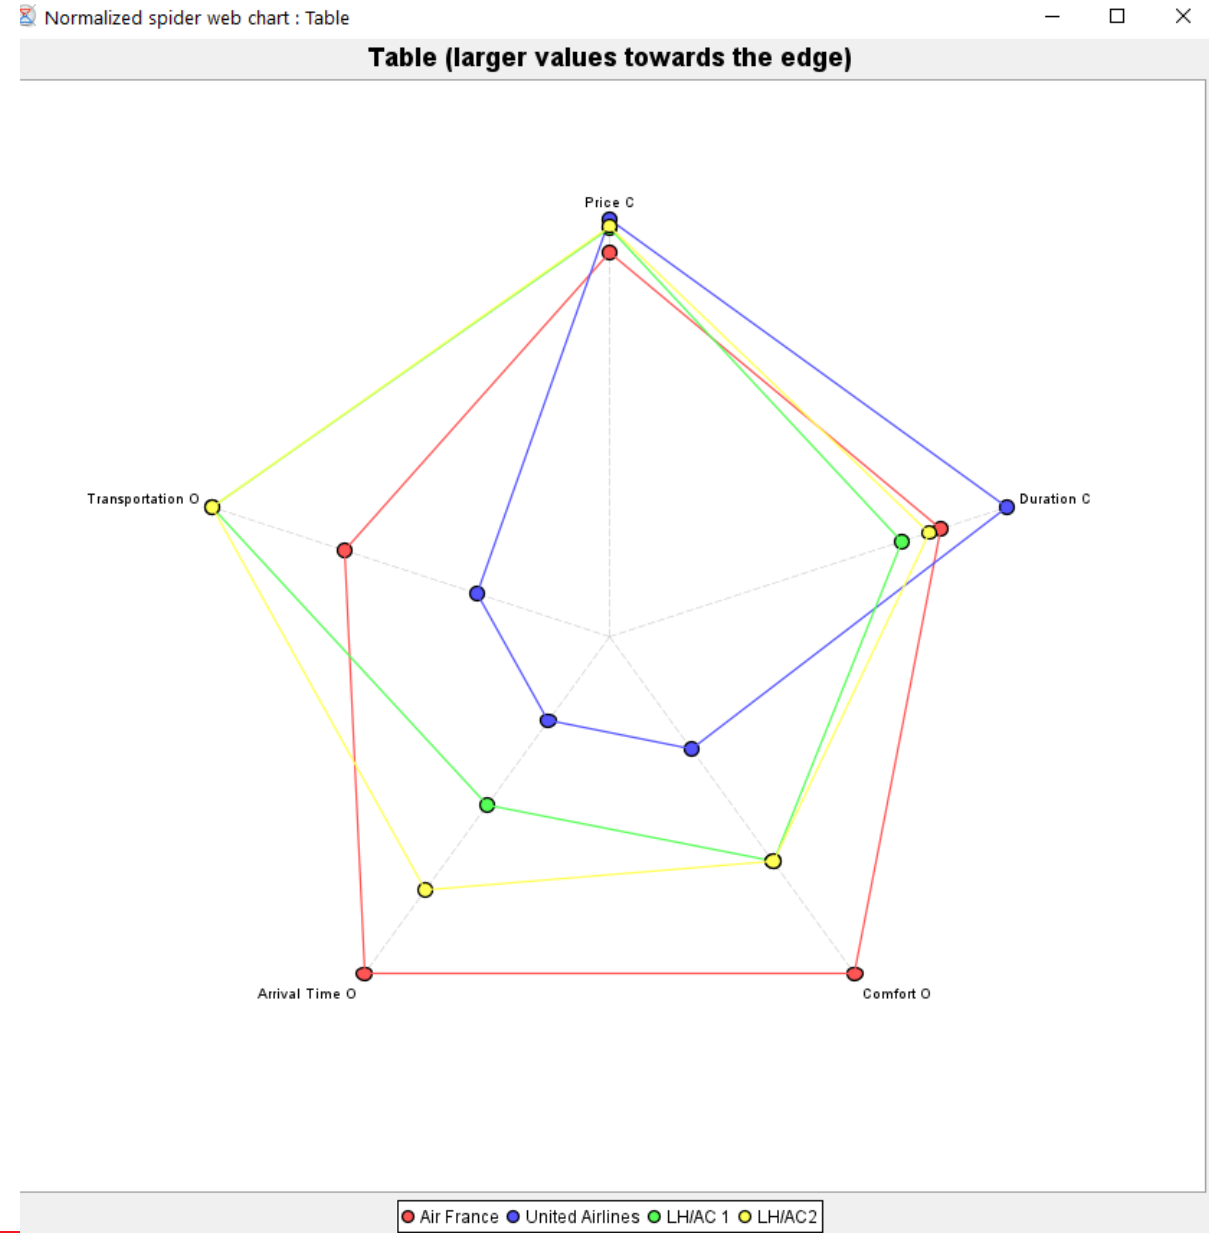 Normalized spider web chart : Table
Table (larger values towards the edge)
Price C
Transportation O
Duration C
Arrival Time O
Comfort O
Air France United Airlines LH/AC 1 LH/AC2